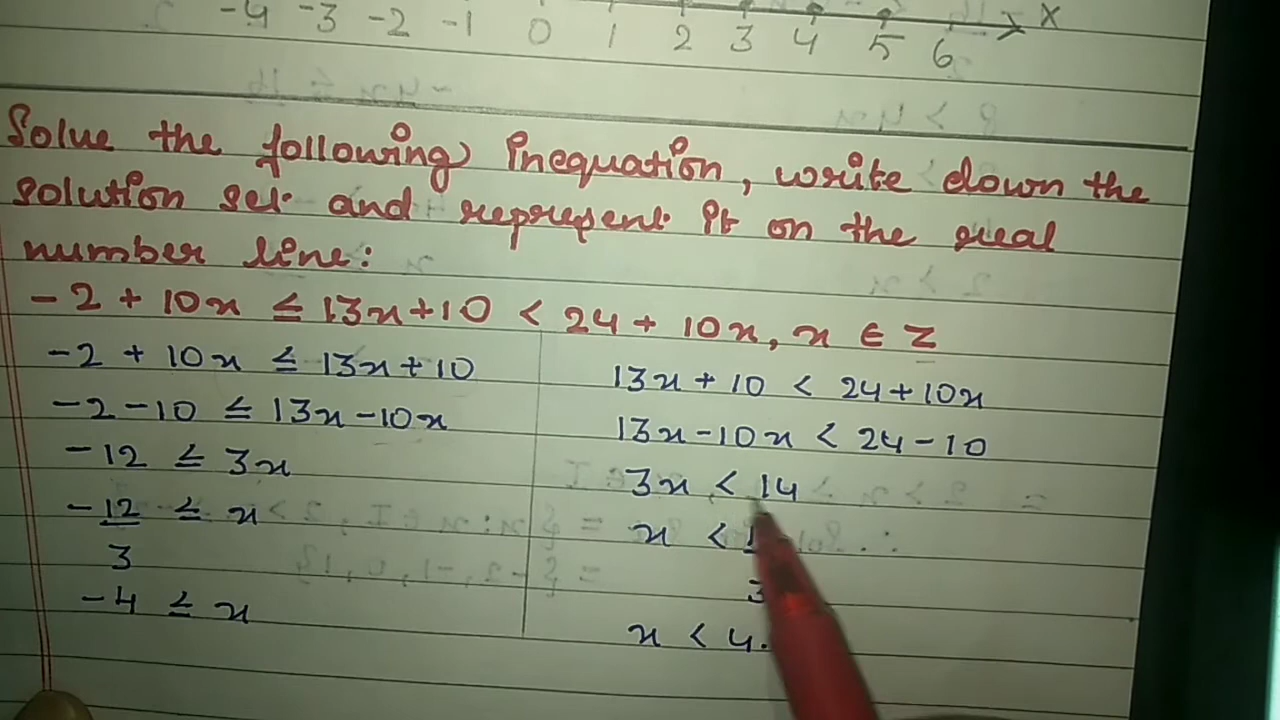 -4 -3 -2 -1 0 1 2 3 4 5 6 X
Solve the following inequation, write down the
solution set and represent it on the real
number line:
-2 + 10x ≤ 13x+10 < 24 + 10x, x ∈ Z
-2 + 10x ≤ 13x+10
-2-10 ≤ 13x-10x
-12 ≤ 3x
-12/3 ≤ x
-4 ≤ x
13x + 10 < 24+10x
13x-10x < 24-10
3x < 14
x <
3
x < 4.